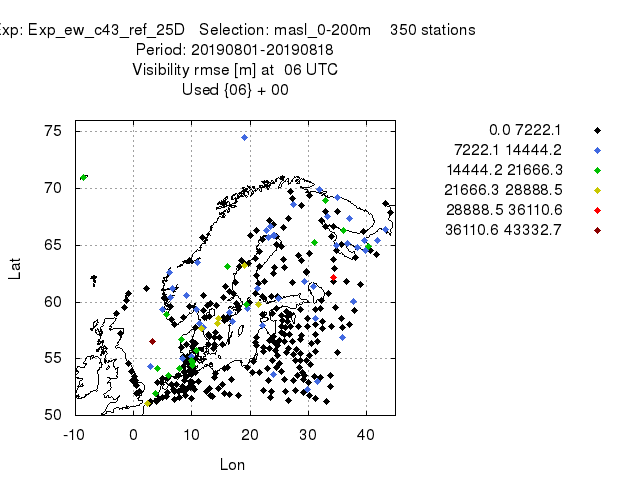 Exp: Exp_ew_c43_ref_25D Selection: masl_0-200m 350 stations
Period: 20190801-20190818
Visibility rmse [m] at 06 UTC
Used {06} + 00
0.0 7222.1
7222.1 14444.2
14444.2 21666.3
21666.3 28888.5
28888.5 36110.6
36110.6 43332.7
75
70
65
60
55
50
Lat
-10 0 10 20 30 40
Lon